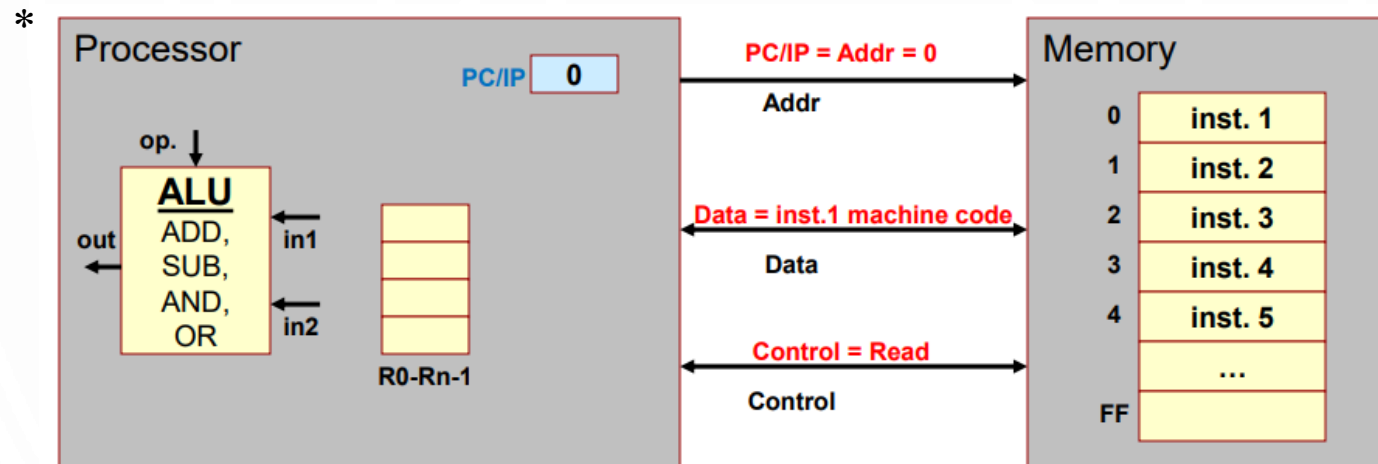 *
Processor
PC/IP 0
op.
ALU
ADD,
SUB,
AND,
OR
out
in1
in2
R0-Rn-1
PC/IP = Addr = 0
Addr
Data = inst.1 machine code
Data
Control = Read
Control
Memory
0 inst. 1
1 inst. 2
2 inst. 3
3 inst. 4
4 inst. 5
...
FF